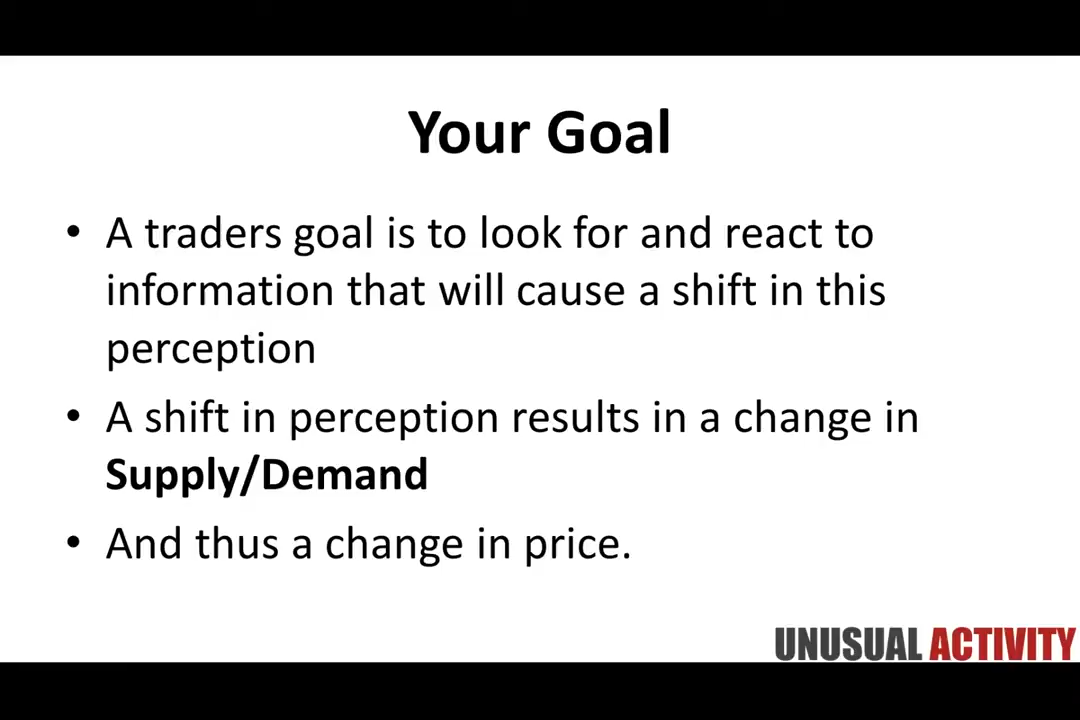 Your Goal
• A traders goal is to look for and react to
information that will cause a shift in this
perception
• A shift in perception results in a change in
Supply/Demand
• And thus a change in price.
UNUSUAL ACTIVITY